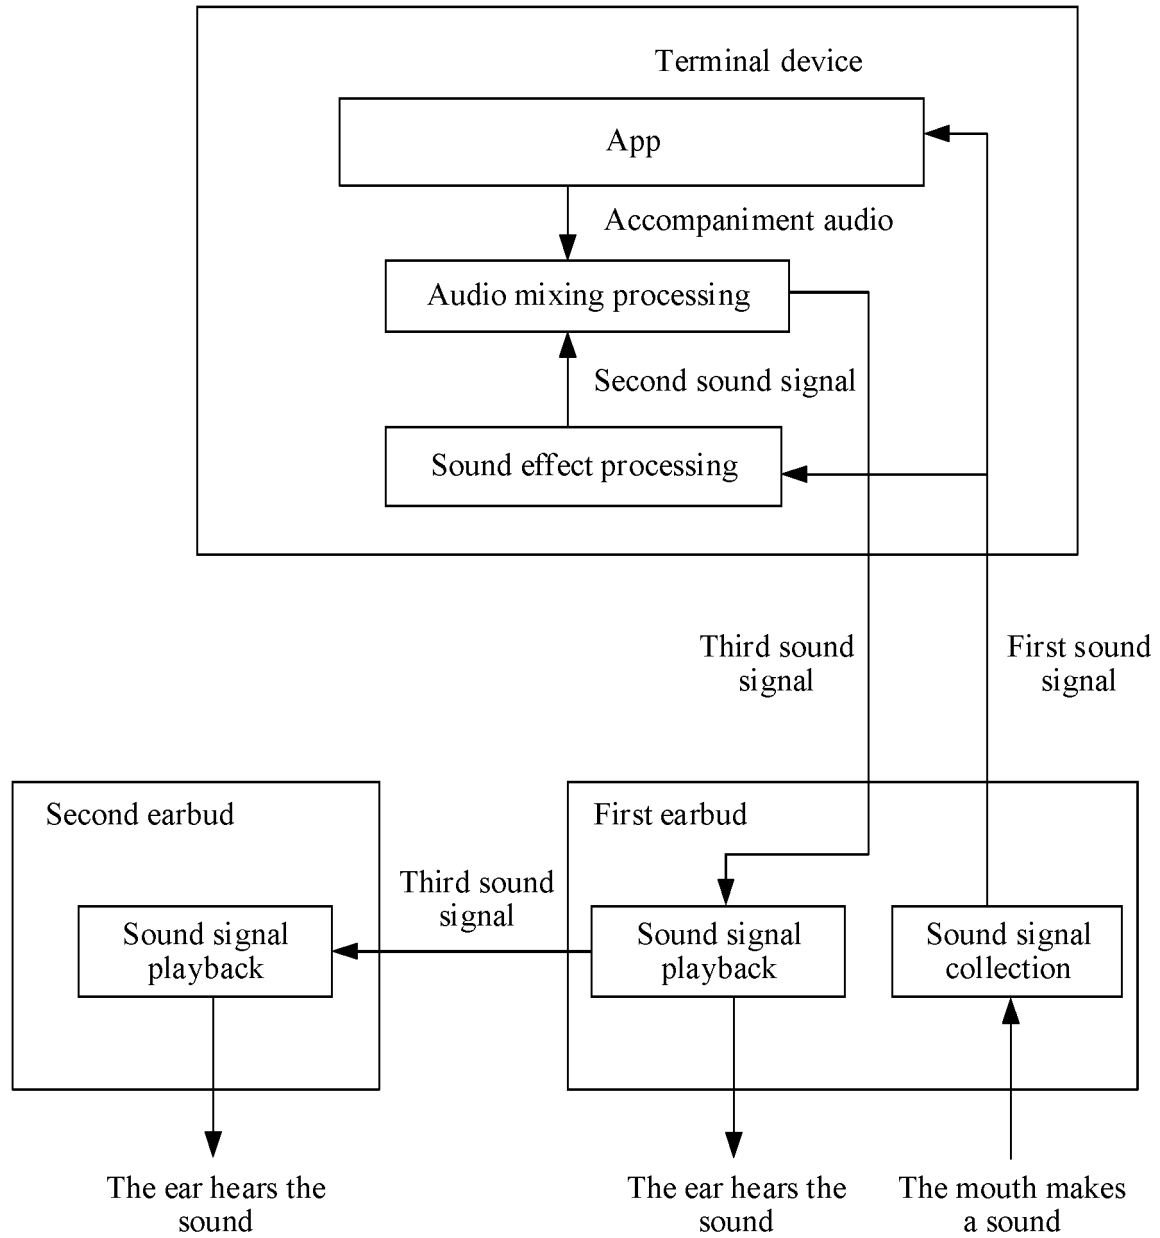 Terminal device
App
Accompaniment audio
Audio mixing processing
Second sound signal
Sound effect processing
Third sound
signal
First sound
signal
Second earbud
First earbud
Third sound
signal
Sound signal
playback
Sound signal
playback
Sound signal
collection
The ear hears the
sound
The ear hears the
sound
The mouth makes
a sound